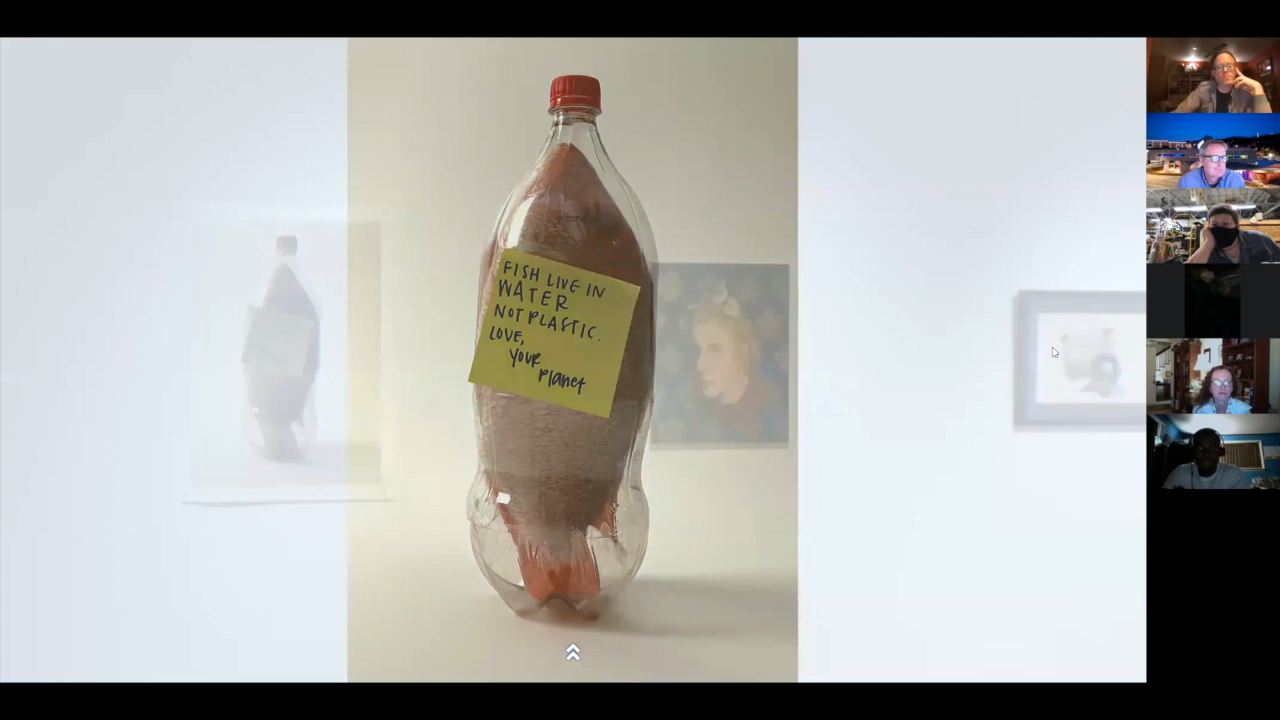 FISH LIVE IN
WATER
NOT PLASTIC.
LOVE,
YOUR
Planet